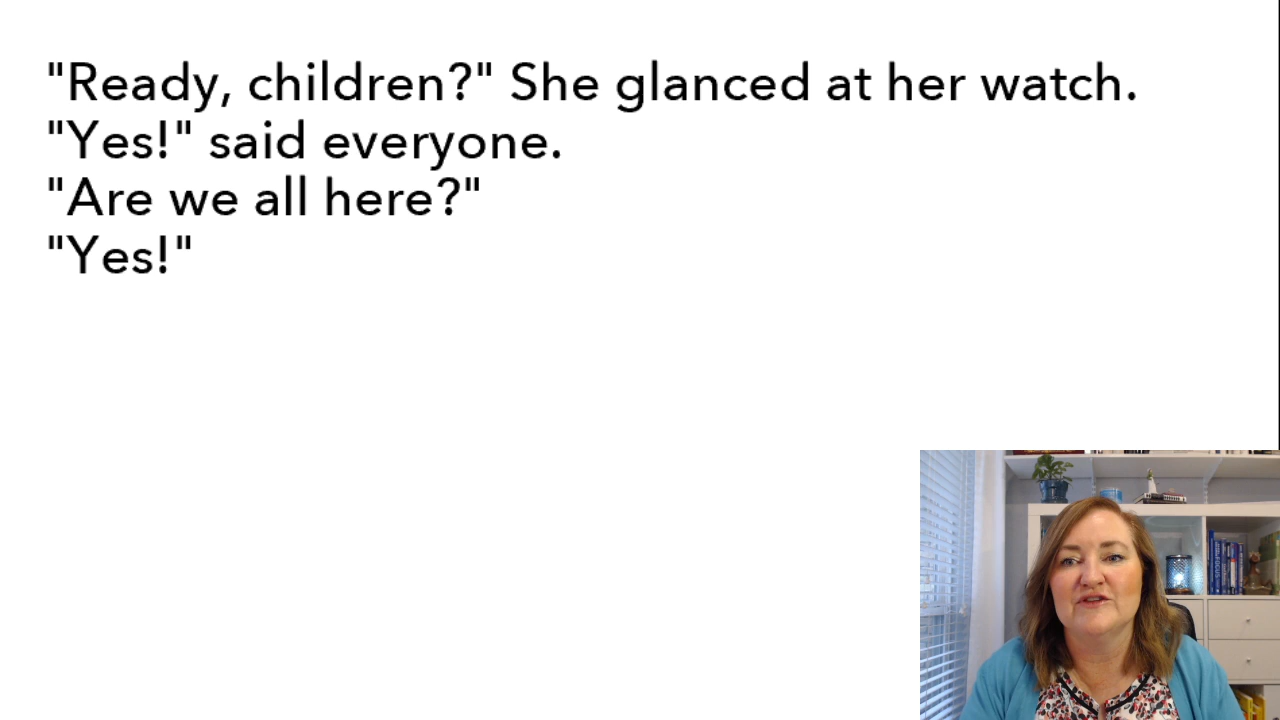 "Ready, children?" She glanced at her watch.
"Yes!" said everyone.
"Are we all here?"
"Yes!"